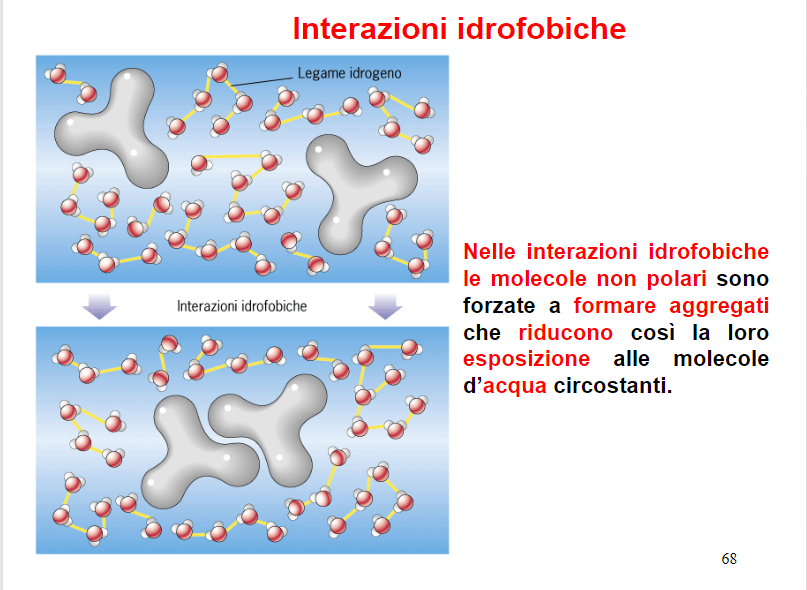 Interazioni idrofobiche
Legame idrogeno
Interazioni idrofobiche
Nelle interazioni idrofobiche
le molecole non polari sono
forzate a formare aggregati
che riducono così la loro
esposizione alle molecole
d'acqua circostanti.
68